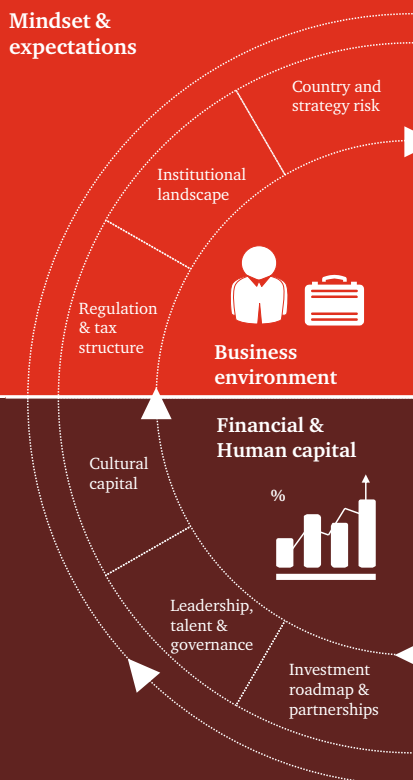 Mindset &
expectations
Country and
strategy risk
Institutional
landscape
Regulation
& tax
structure
Business
environment
Financial &
Human capital
Cultural
capital
%
Leadership,
talent &
governance
Investment
roadmap &
partnerships